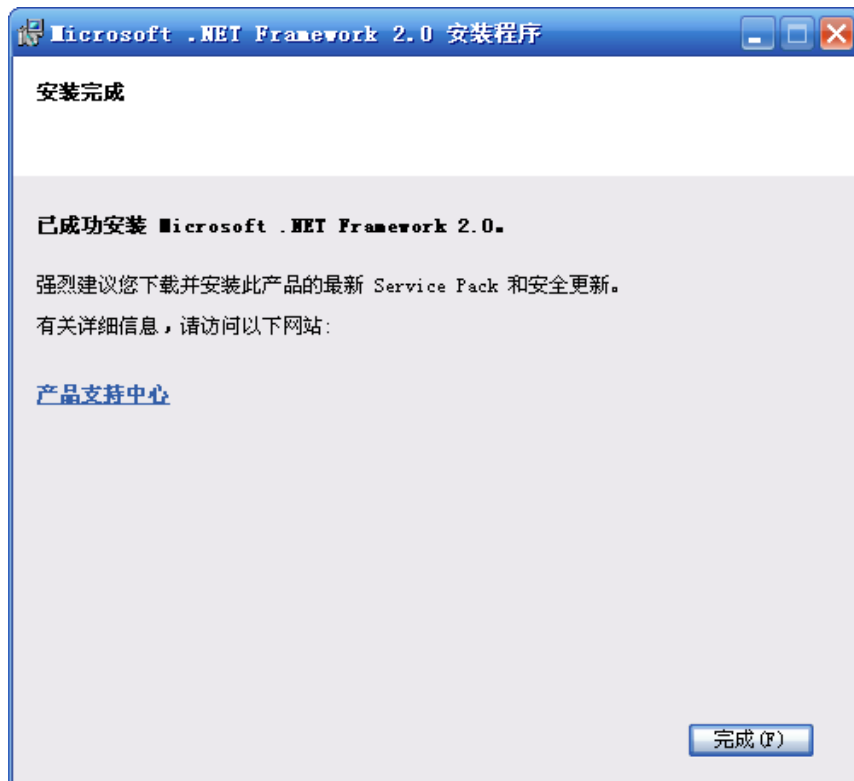 Microsoft .NET Framework 2.0 安装程序
安装完成
已成功安装 Microsoft .NET Framework 2.0。
强烈建议您下载并安装此产品的最新 Service Pack 和安全更新。
有关详细信息，请访问以下网站:
产品支持中心
完成(F)